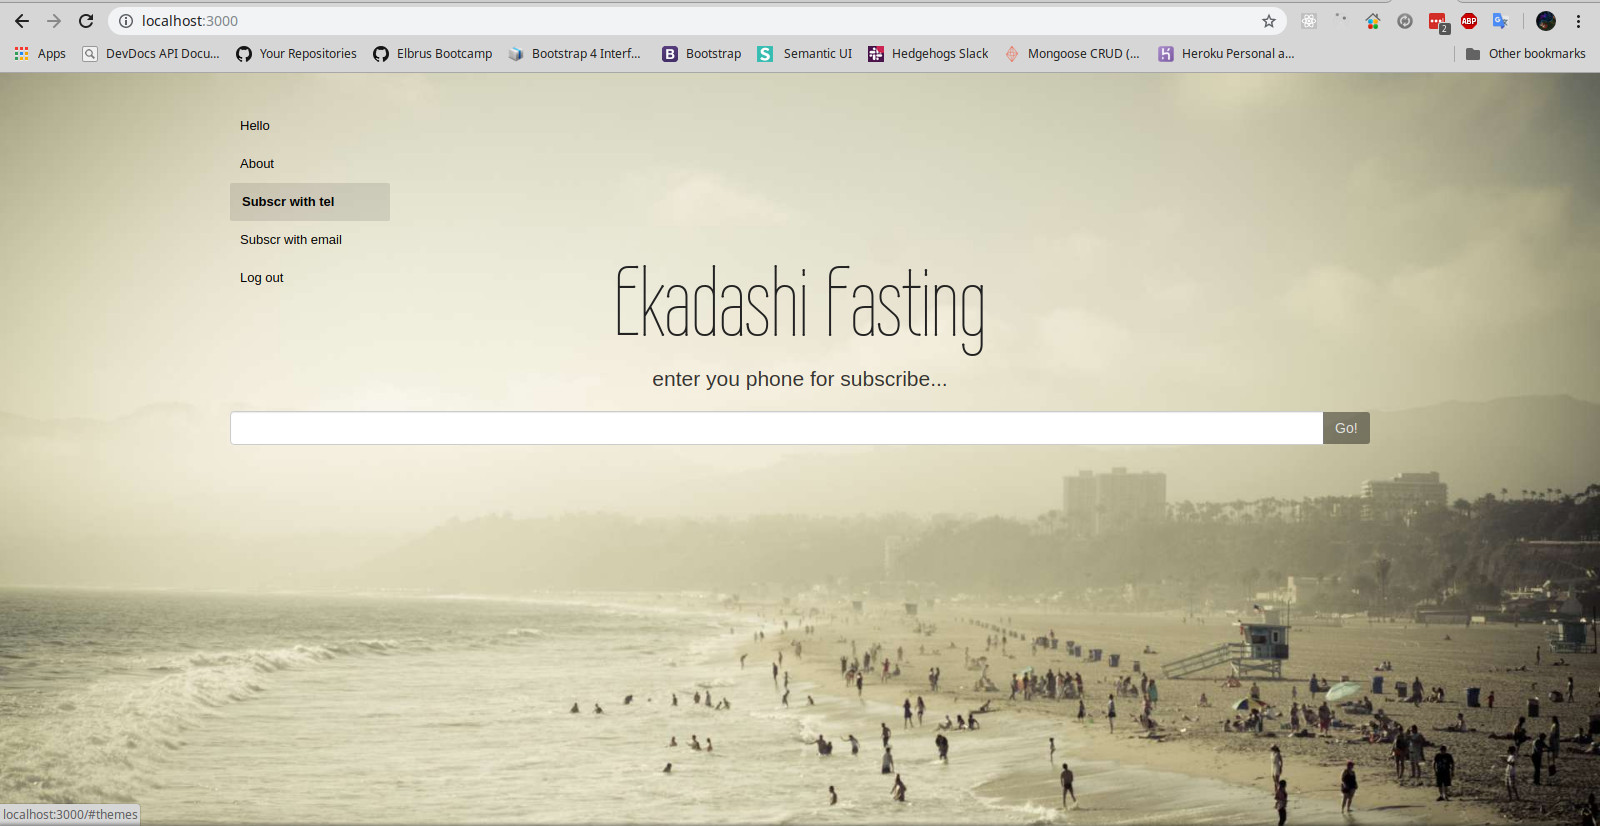 localhost:3000
2
ABP
Apps
DevDocs API Docu...
Your Repositories
Elbrus Bootcamp
Bootstrap 4 Interf...
B
Bootstrap
S
Semantic UI
Hedgehogs Slack
Mongoose CRUD (...
Heroku Personal a...
Other bookmarks
Hello
About
Subscr with tel
Subscr with email
Log out
Ekadashi Fasting
enter you phone for subscribe...
Go!
localhost:3000/#themes